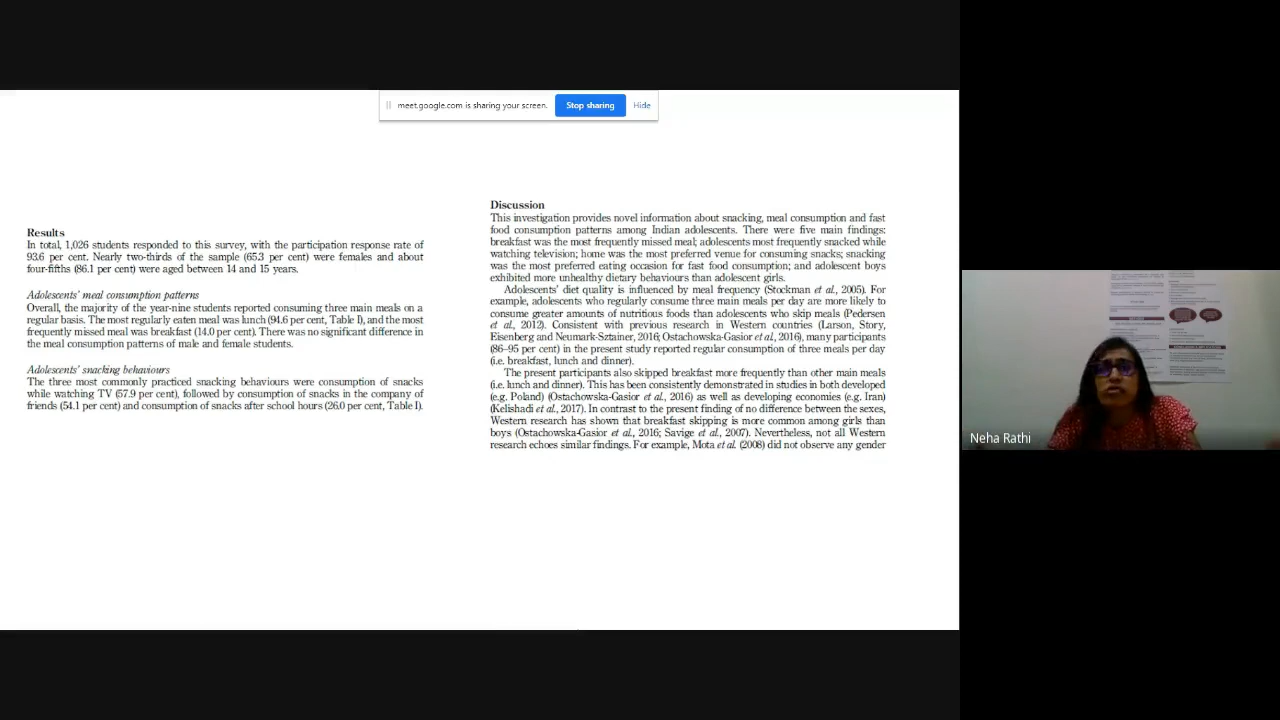 meet.google.com is sharing your screen.
Stop sharing
Hide
Results
In total, 1,026 students responded to this survey, with the participation response rate of
93.6 per cent. Nearly two-thirds of the sample (65.3 per cent) were females and about
four-fifths (86.1 per cent) were aged between 14 and 15 years.
Adolescents' meal consumption patterns
Overall, the majority of the year-nine students reported consuming three main meals on a
regular basis. The most regularly eaten meal was lunch (94.6 per cent, Table I), and the most
frequently missed meal was breakfast (14.0 per cent). There was no significant difference in
the meal consumption patterns of male and female students.
Adolescents' snacking behaviours
The three most commonly practiced snacking behaviours were consumption of snacks
while watching TV (57.9 per cent), followed by consumption of snacks in the company of
friends (54.1 per cent) and consumption of snacks after school hours (26.0 per cent, Table I).
Discussion
This investigation provides novel information about snacking, meal consumption and fast
food consumption patterns among Indian adolescents. There were five main findings:
breakfast was the most frequently missed meal; adolescents most frequently snacked while
watching television; home was the most preferred venue for consuming snacks; snacking
was the most preferred eating occasion for fast food consumption; and adolescent boys
exhibited more unhealthy dietary behaviours than adolescent girls.
Adolescents' diet quality is influenced by meal frequency (Stockman et al., 2005). For
example, adolescents who regularly consume three main meals per day are more likely to
consume greater amounts of nutritious foods than adolescents who skip meals (Pedersen
et al., 2012). Consistent with previous research in Western countries (Larson, Story,
Eisenberg and Neumark-Sztainer, 2016; Ostachowska-Gasior et al., 2016), many participants
(86–95 per cent) in the present study reported regular consumption of three meals per day
(i.e. breakfast, lunch and dinner).
The present participants also skipped breakfast more frequently than other main meals
(i.e. lunch and dinner). This has been consistently demonstrated in studies in both developed
(e.g. Poland) (Ostachowska-Gasior et al., 2016) as well as developing economies (e.g. Iran)
(Kelishadi et al., 2017). In contrast to the present finding of no difference between the sexes,
Western research has shown that breakfast skipping is more common among girls than
boys (Ostachowska-Gasior et al., 2016; Savige et al., 2007). Nevertheless, not all Western
research echoes similar findings. For example, Mota et al. (2008) did not observe any gender
Neha Rathi